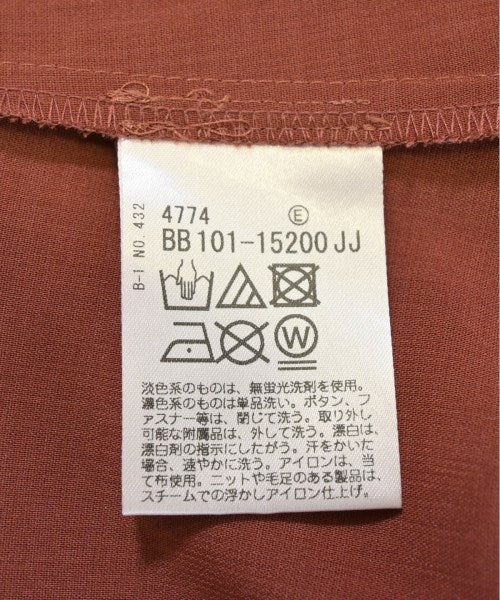 4774 Ⓔ
BB101-15200JJ
B-1 NO.432
W
淡色系のものは、無蛍光洗剤を使用。
濃色系のものは単品洗い。ボタン、フ
ァスナー等は、閉じて洗う。取り外し
可能な附属品は、外して洗う。漂白は、
漂白剤の指示にしたがう。汗をかいた
場合、速やかに洗う。アイロンは、当
て布使用。ニットや毛足のある製品は、
スチームでの浮かしアイロン仕上げ。